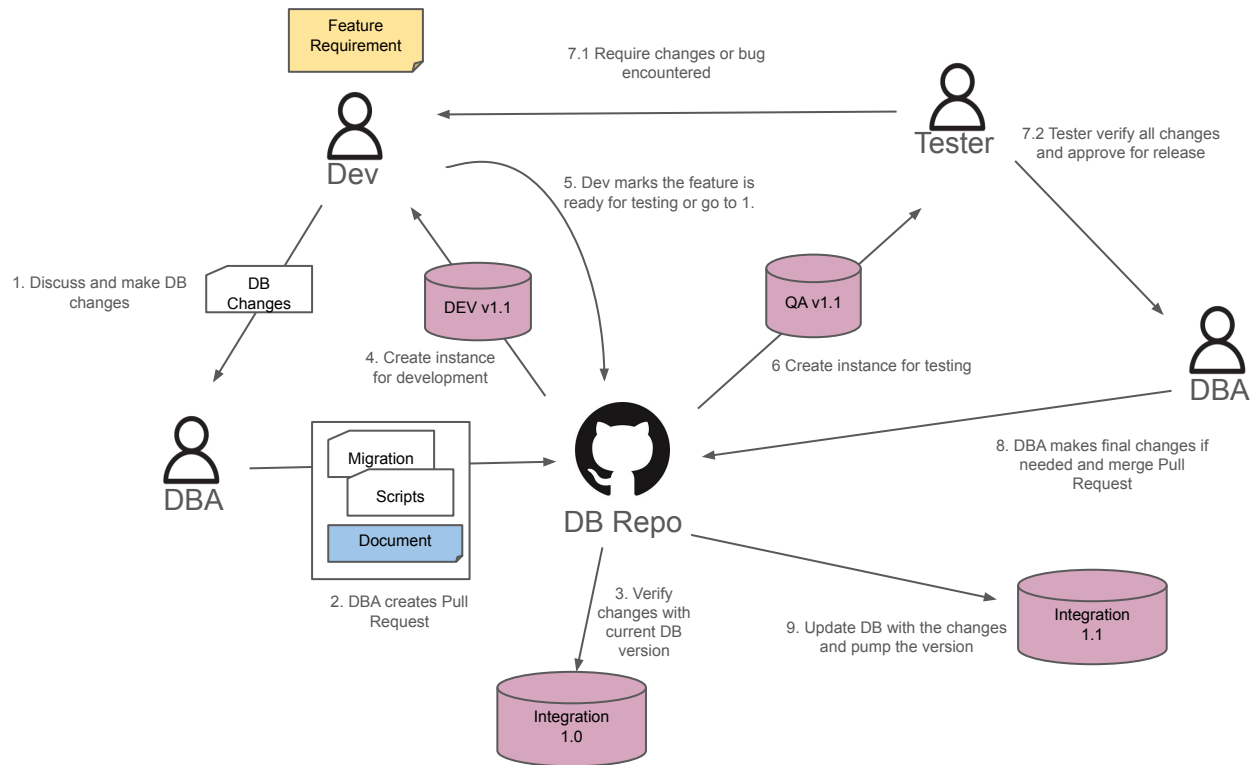 Feature
Requirement
7.1 Require changes or bug
encountered
Dev
Tester
7.2 Tester verify all changes
and approve for release
5. Dev marks the feature is
ready for testing or go to 1.
1. Discuss and make DB
changes
DB
Changes
DEV v1.1
QA v1.1
4. Create instance
for development
6 Create instance for testing
DBA
DBA
Migration
Scripts
Document
2. DBA creates Pull
Request
DB Repo
8. DBA makes final changes if
needed and merge Pull
Request
3. Verify
changes with
current DB
version
9. Update DB with the changes
and pump the version
Integration
1.1
Integration
1.0